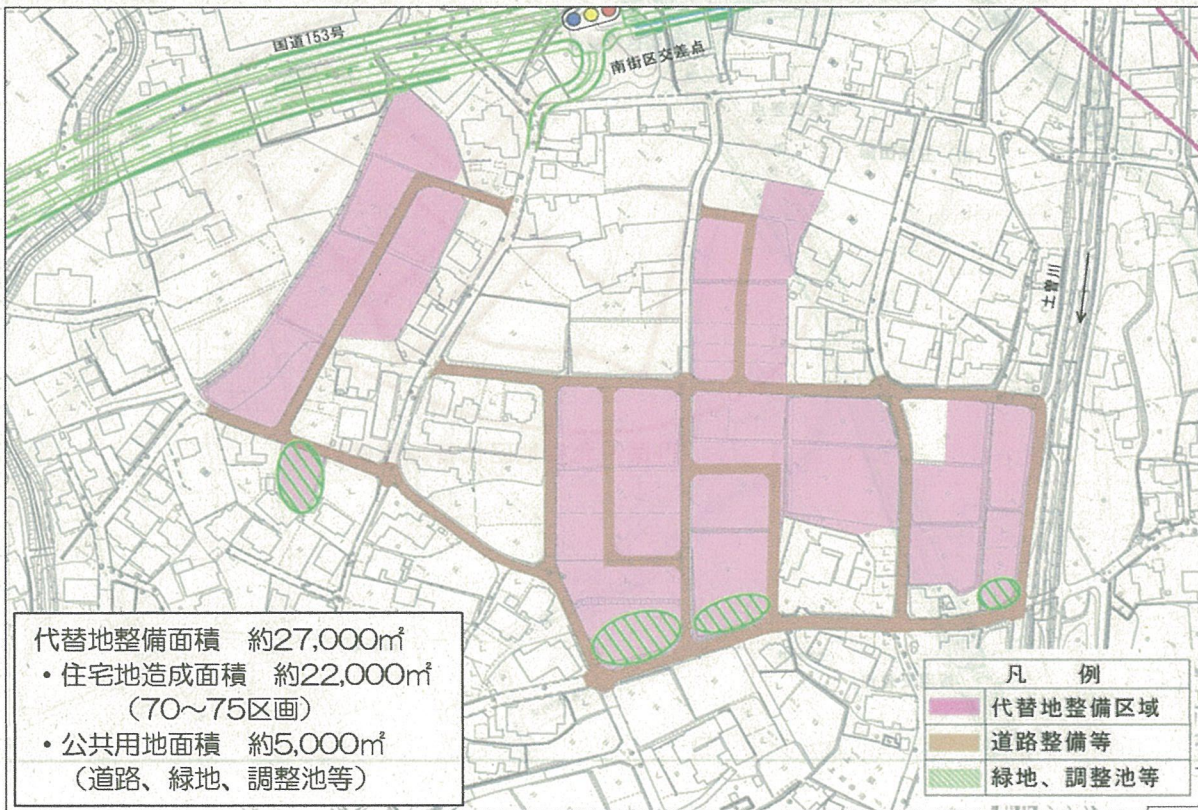 国道153号
南街区交差点
土曽川
代替地整備面積 約27,000㎡
・住宅地造成面積 約22,000㎡
(70～75区画)
・公共用地面積 約5,000㎡
(道路、緑地、調整池等)
凡 例
代替地整備区域
道路整備等
緑地、調整池等